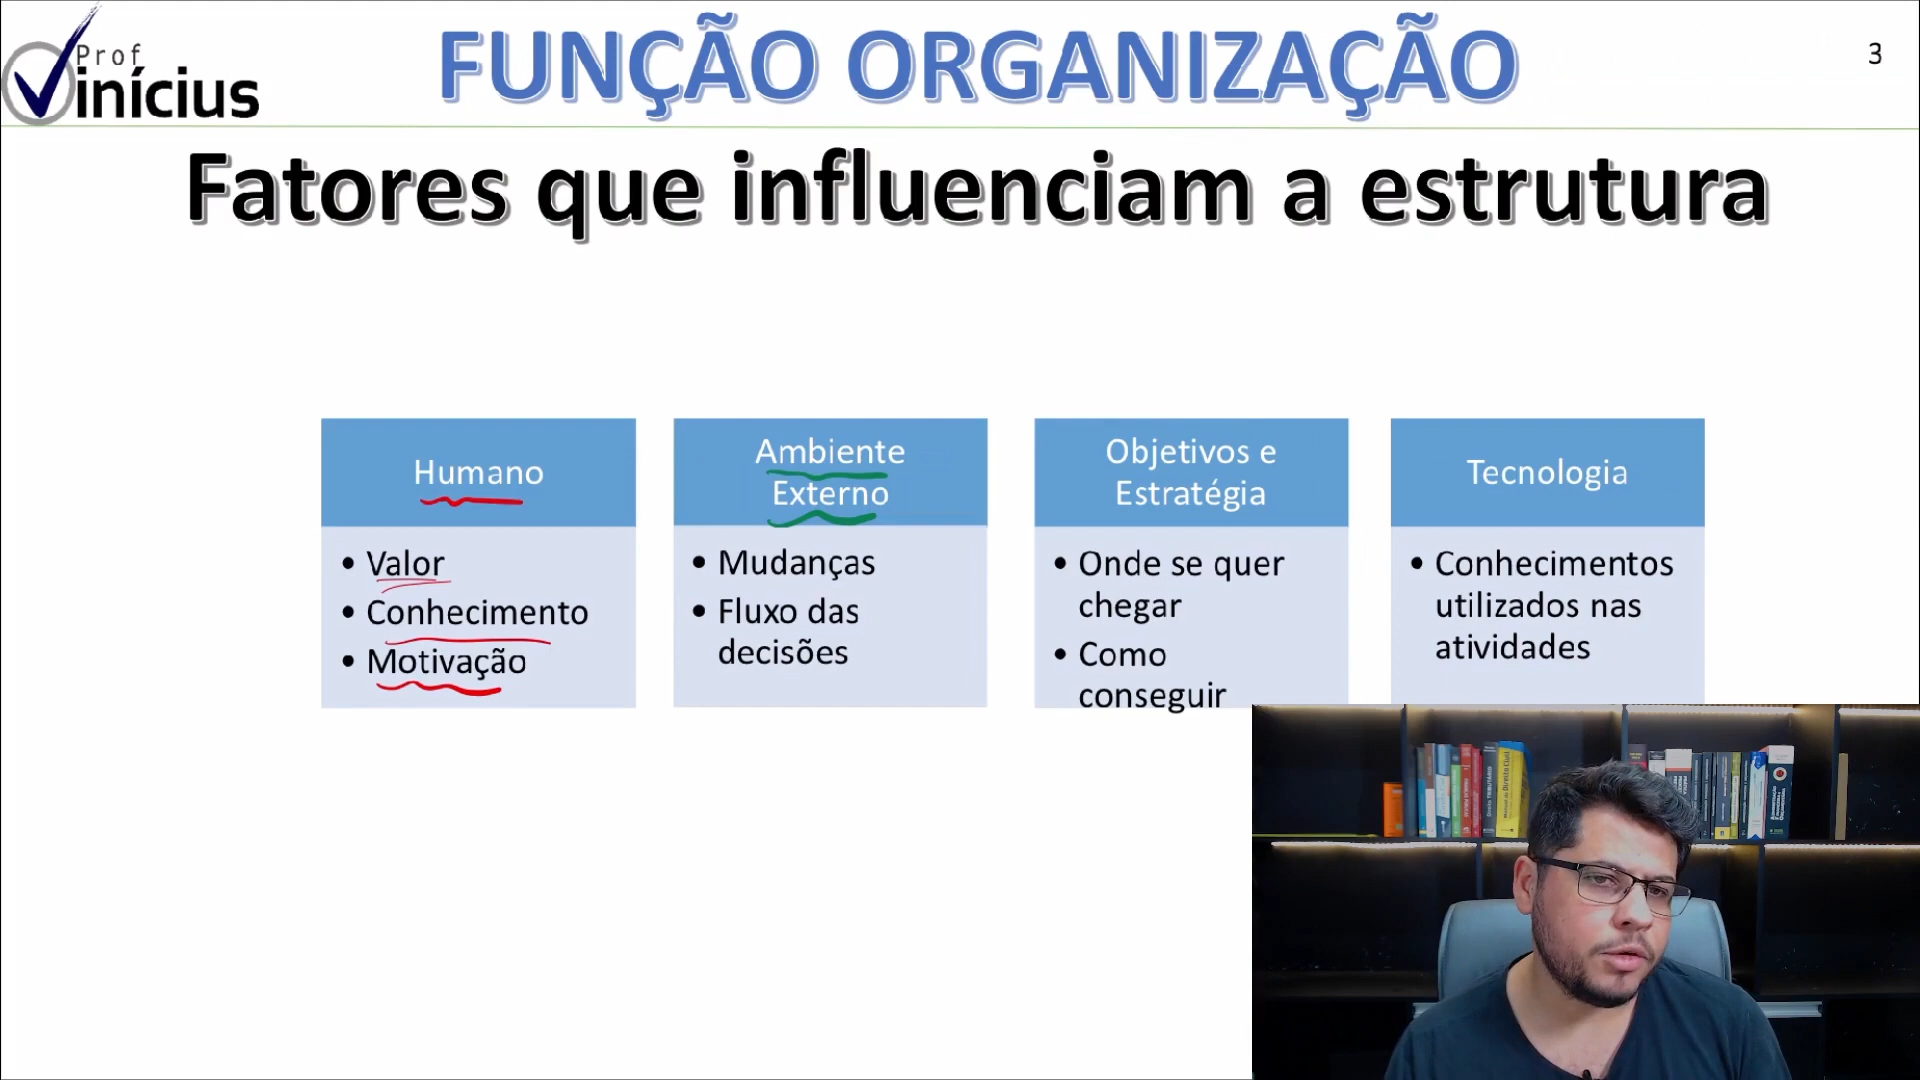 Prof
Vinícius
FUNÇÃO ORGANIZAÇÃO
3
Fatores que influenciam a estrutura
Humano
• Valor
• Conhecimento
• Motivação
Ambiente
Externo
• Mudanças
• Fluxo das
decisões
Objetivos e
Estratégia
• Onde se quer
chegar
• Como
conseguir
Tecnologia
• Conhecimentos
utilizados nas
atividades